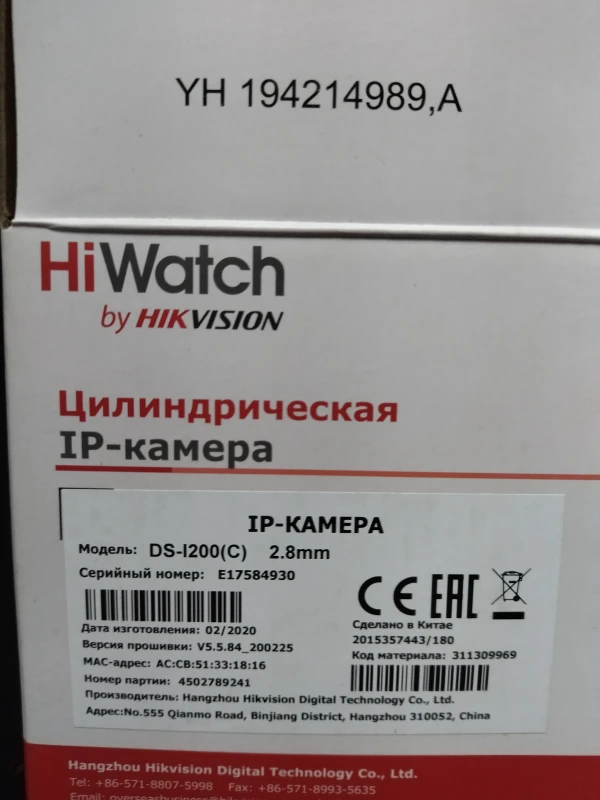 YH 194214989,A
HiWatch
by HIKVISION
Цилиндрическая
IP-камера
IP-КАМЕРА
Модель: DS-I200(C) 2.8mm
Серийный номер: E17584930
CE EAC
Дата изготовления: 02/2020
Сделано в Китае
Версия прошивки: V5.5.84_200225
2015357443/180
MAC-адрес: AC:CB:51:33:18:16
Код материала: 311309969
Номер партии: 4502789241
Производитель: Hangzhou Hikvision Digital Technology Co., Ltd.
Адрес:No.555 Qianmo Road, Binjiang District, Hangzhou 310052, China
Hangzhou Hikvision Digital Technology Co., Ltd.
Tel: +86-571-8807-5998 Fax: +86-571-8993-5635
Email: